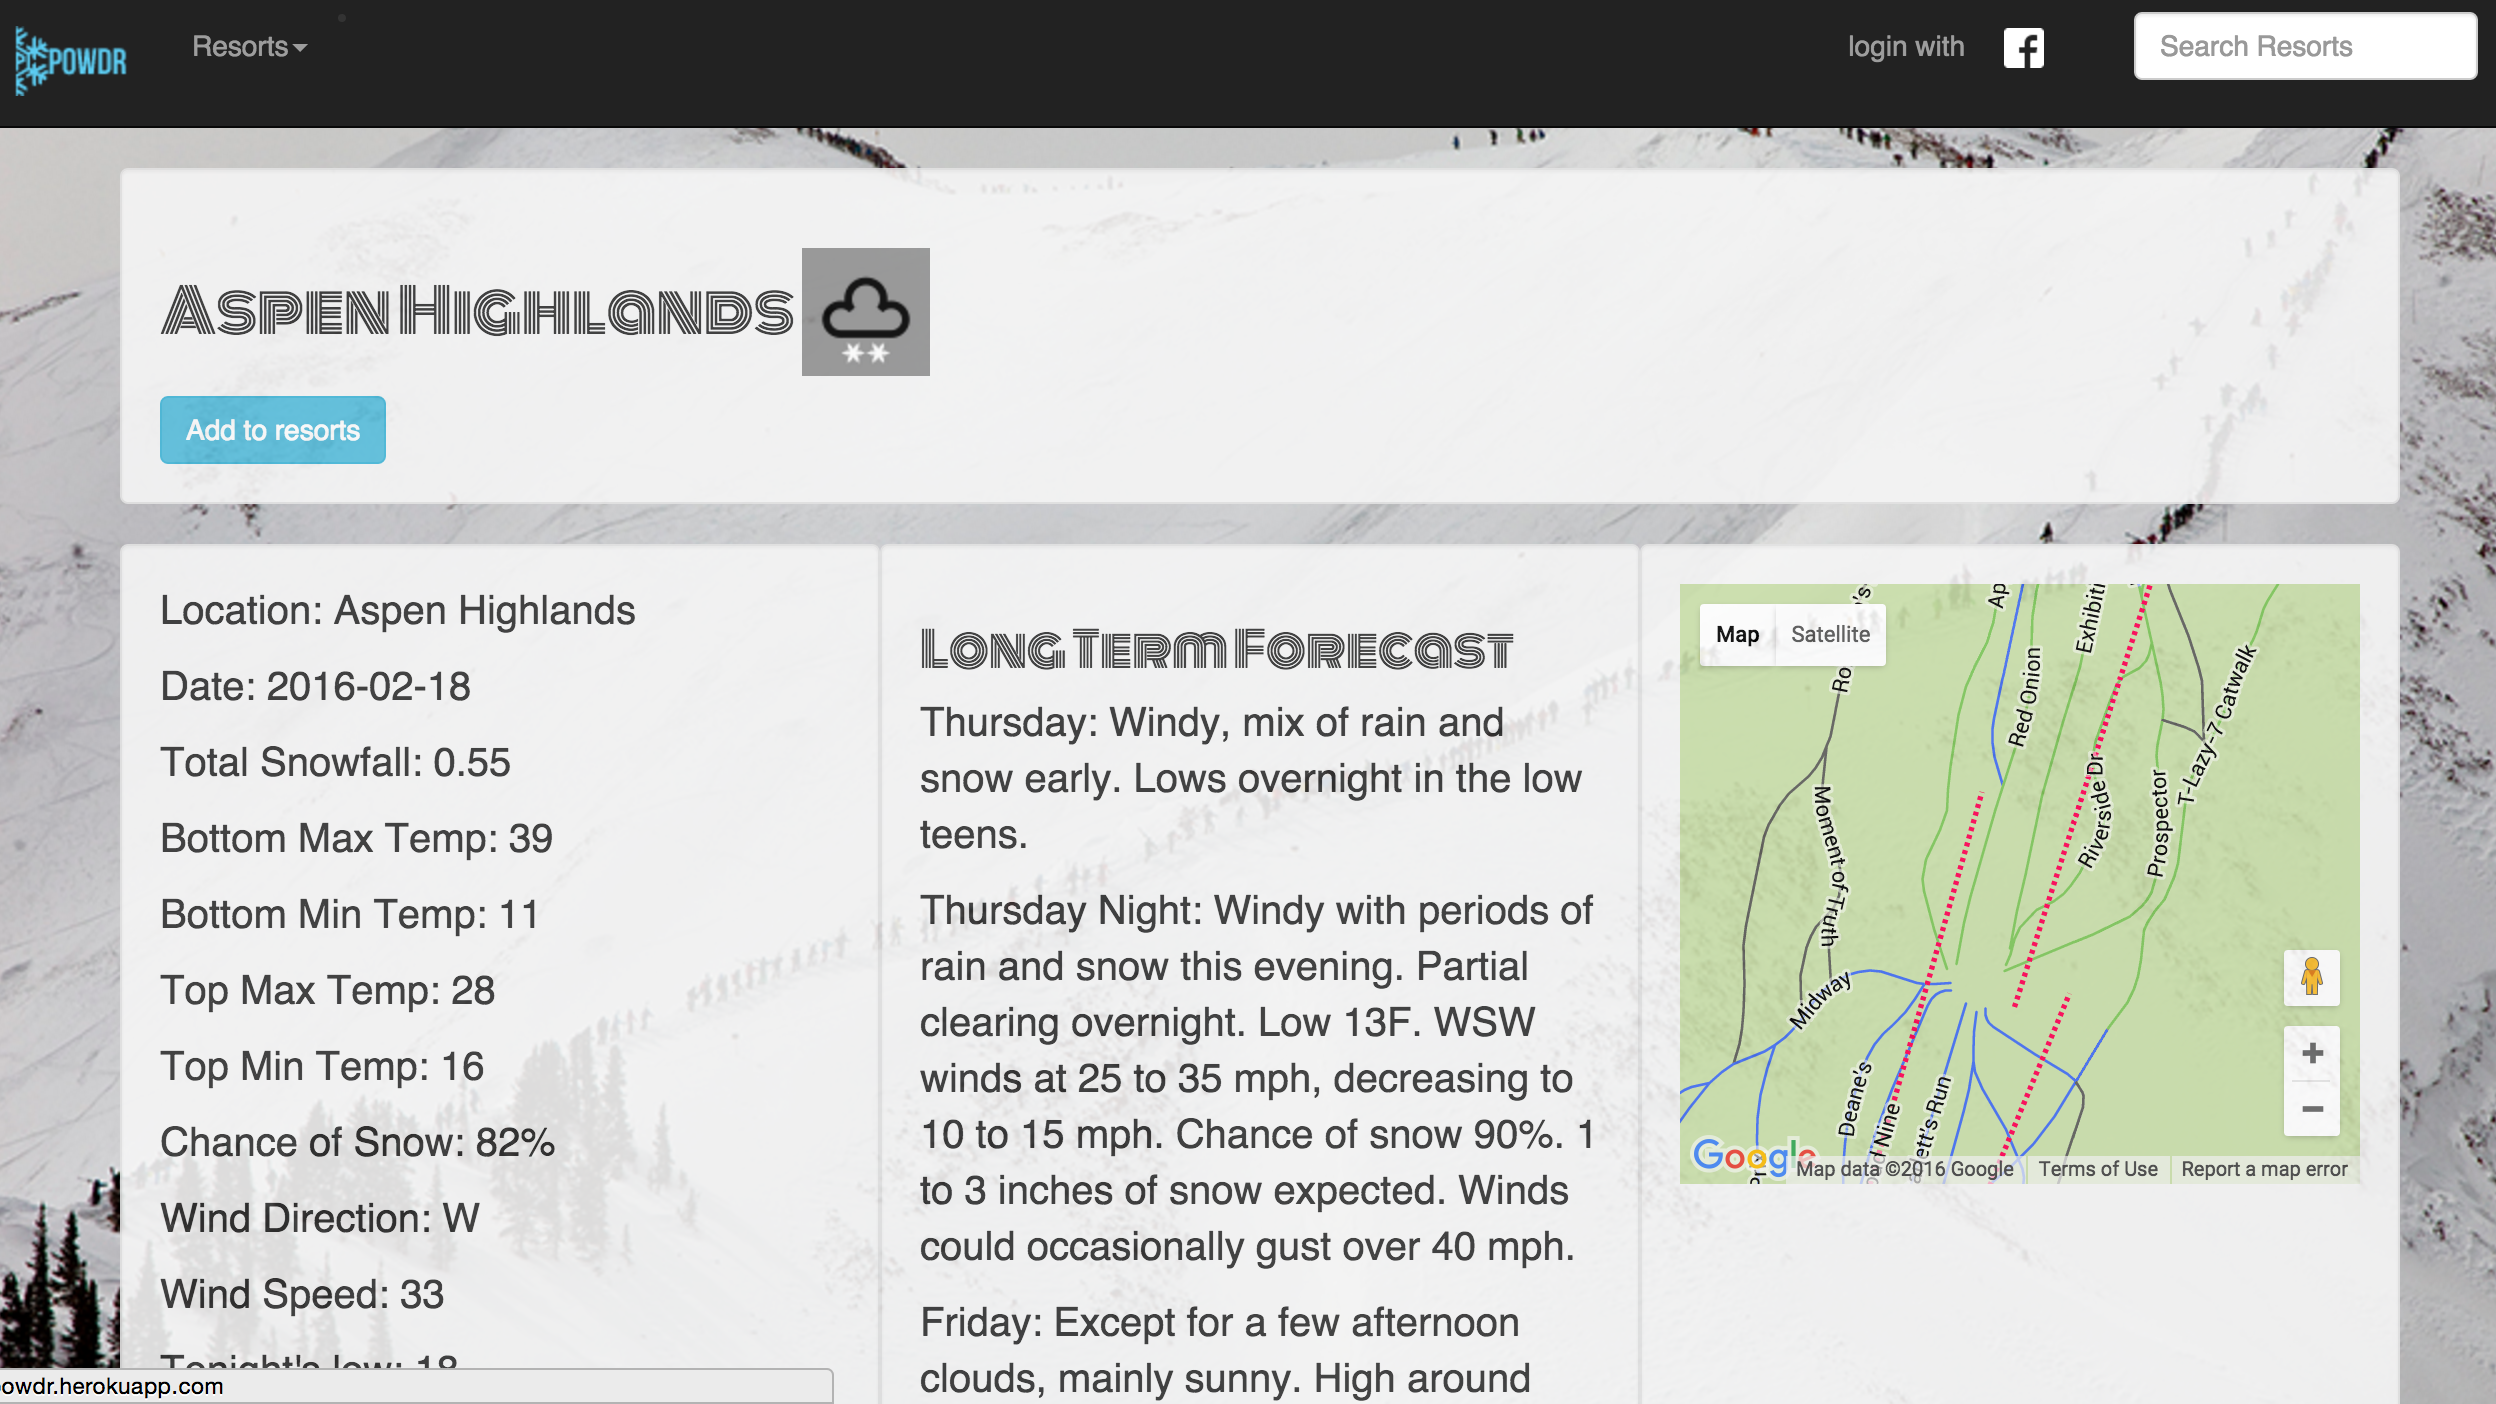 POWDR
Resorts
login with
Search Resorts
Aspen Highlands
Add to resorts
Location: Aspen Highlands
Date: 2016-02-18
Total Snowfall: 0.55
Bottom Max Temp: 39
Bottom Min Temp: 11
Top Max Temp: 28
Top Min Temp: 16
Chance of Snow: 82%
Wind Direction: W
Wind Speed: 33
Tonight's low: 18
owdr.herokuapp.com
Long Term Forecast
Thursday: Windy, mix of rain and
snow early. Lows overnight in the low
teens.
Thursday Night: Windy with periods of
rain and snow this evening. Partial
clearing overnight. Low 13F. WSW
winds at 25 to 35 mph, decreasing to
10 to 15 mph. Chance of snow 90%. 1
to 3 inches of snow expected. Winds
could occasionally gust over 40 mph.
Friday: Except for a few afternoon
clouds, mainly sunny. High around
Map
Satellite
Ro
's
Ap
Red Onion
Exhibiti
Riverside Dr
Prospector
T-Lazy-7 Catwalk
Moment of Truth
Midway
Deane's
Nine
ett's Run
Google
Map data ©2016 Google
Terms of Use
Report a map error